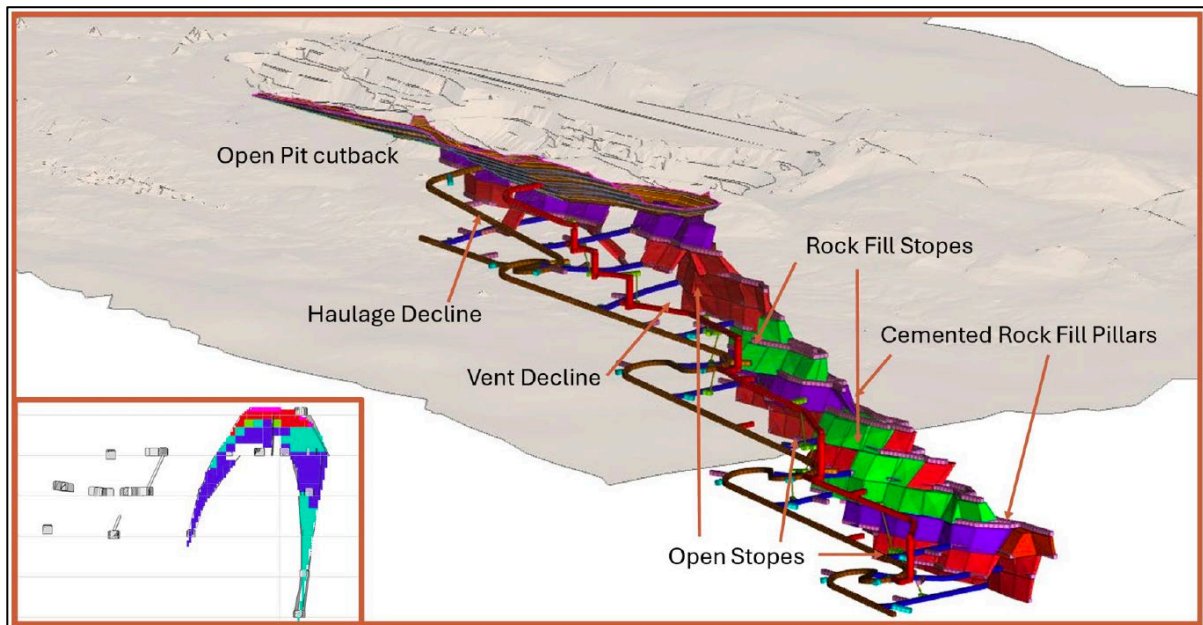 Open Pit cutback
Rock Fill Stopes
Haulage Decline
Cemented Rock Fill Pillars
Vent Decline
Open Stopes